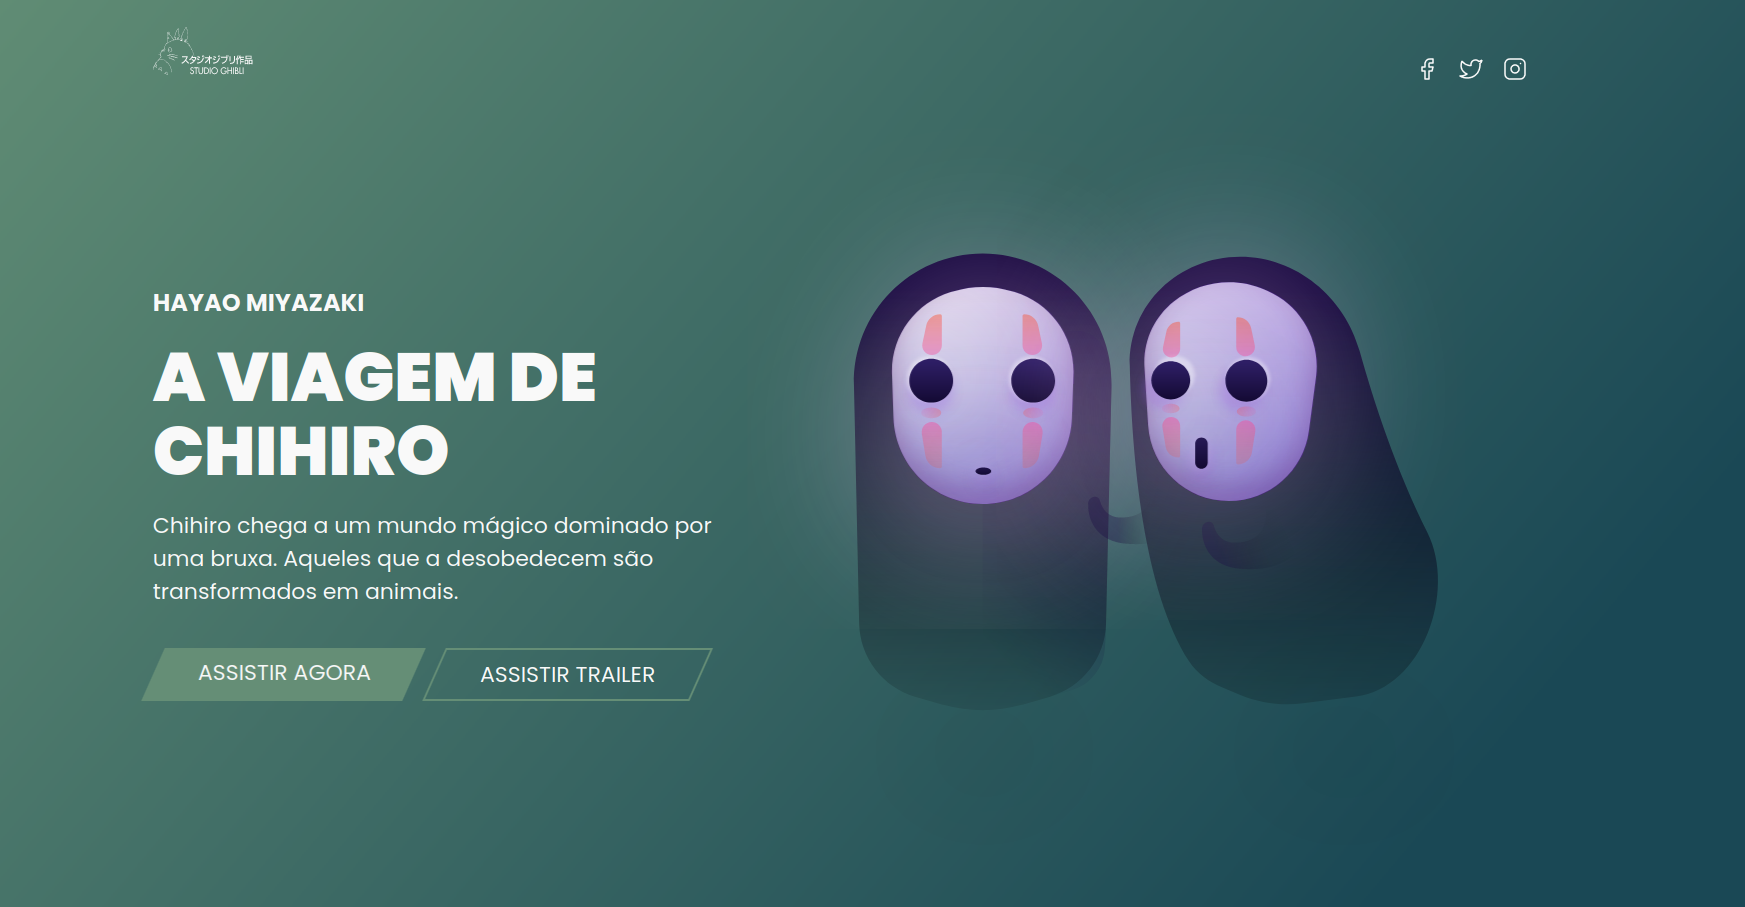 スタジオジブリ作品
STUDIO GHIBLI
HAYAO MIYAZAKI
A VIAGEM DE
CHIHIRO
Chihiro chega a um mundo mágico dominado por
uma bruxa. Aqueles que a desobedecem são
transformados em animais.
ASSISTIR AGORA
ASSISTIR TRAILER